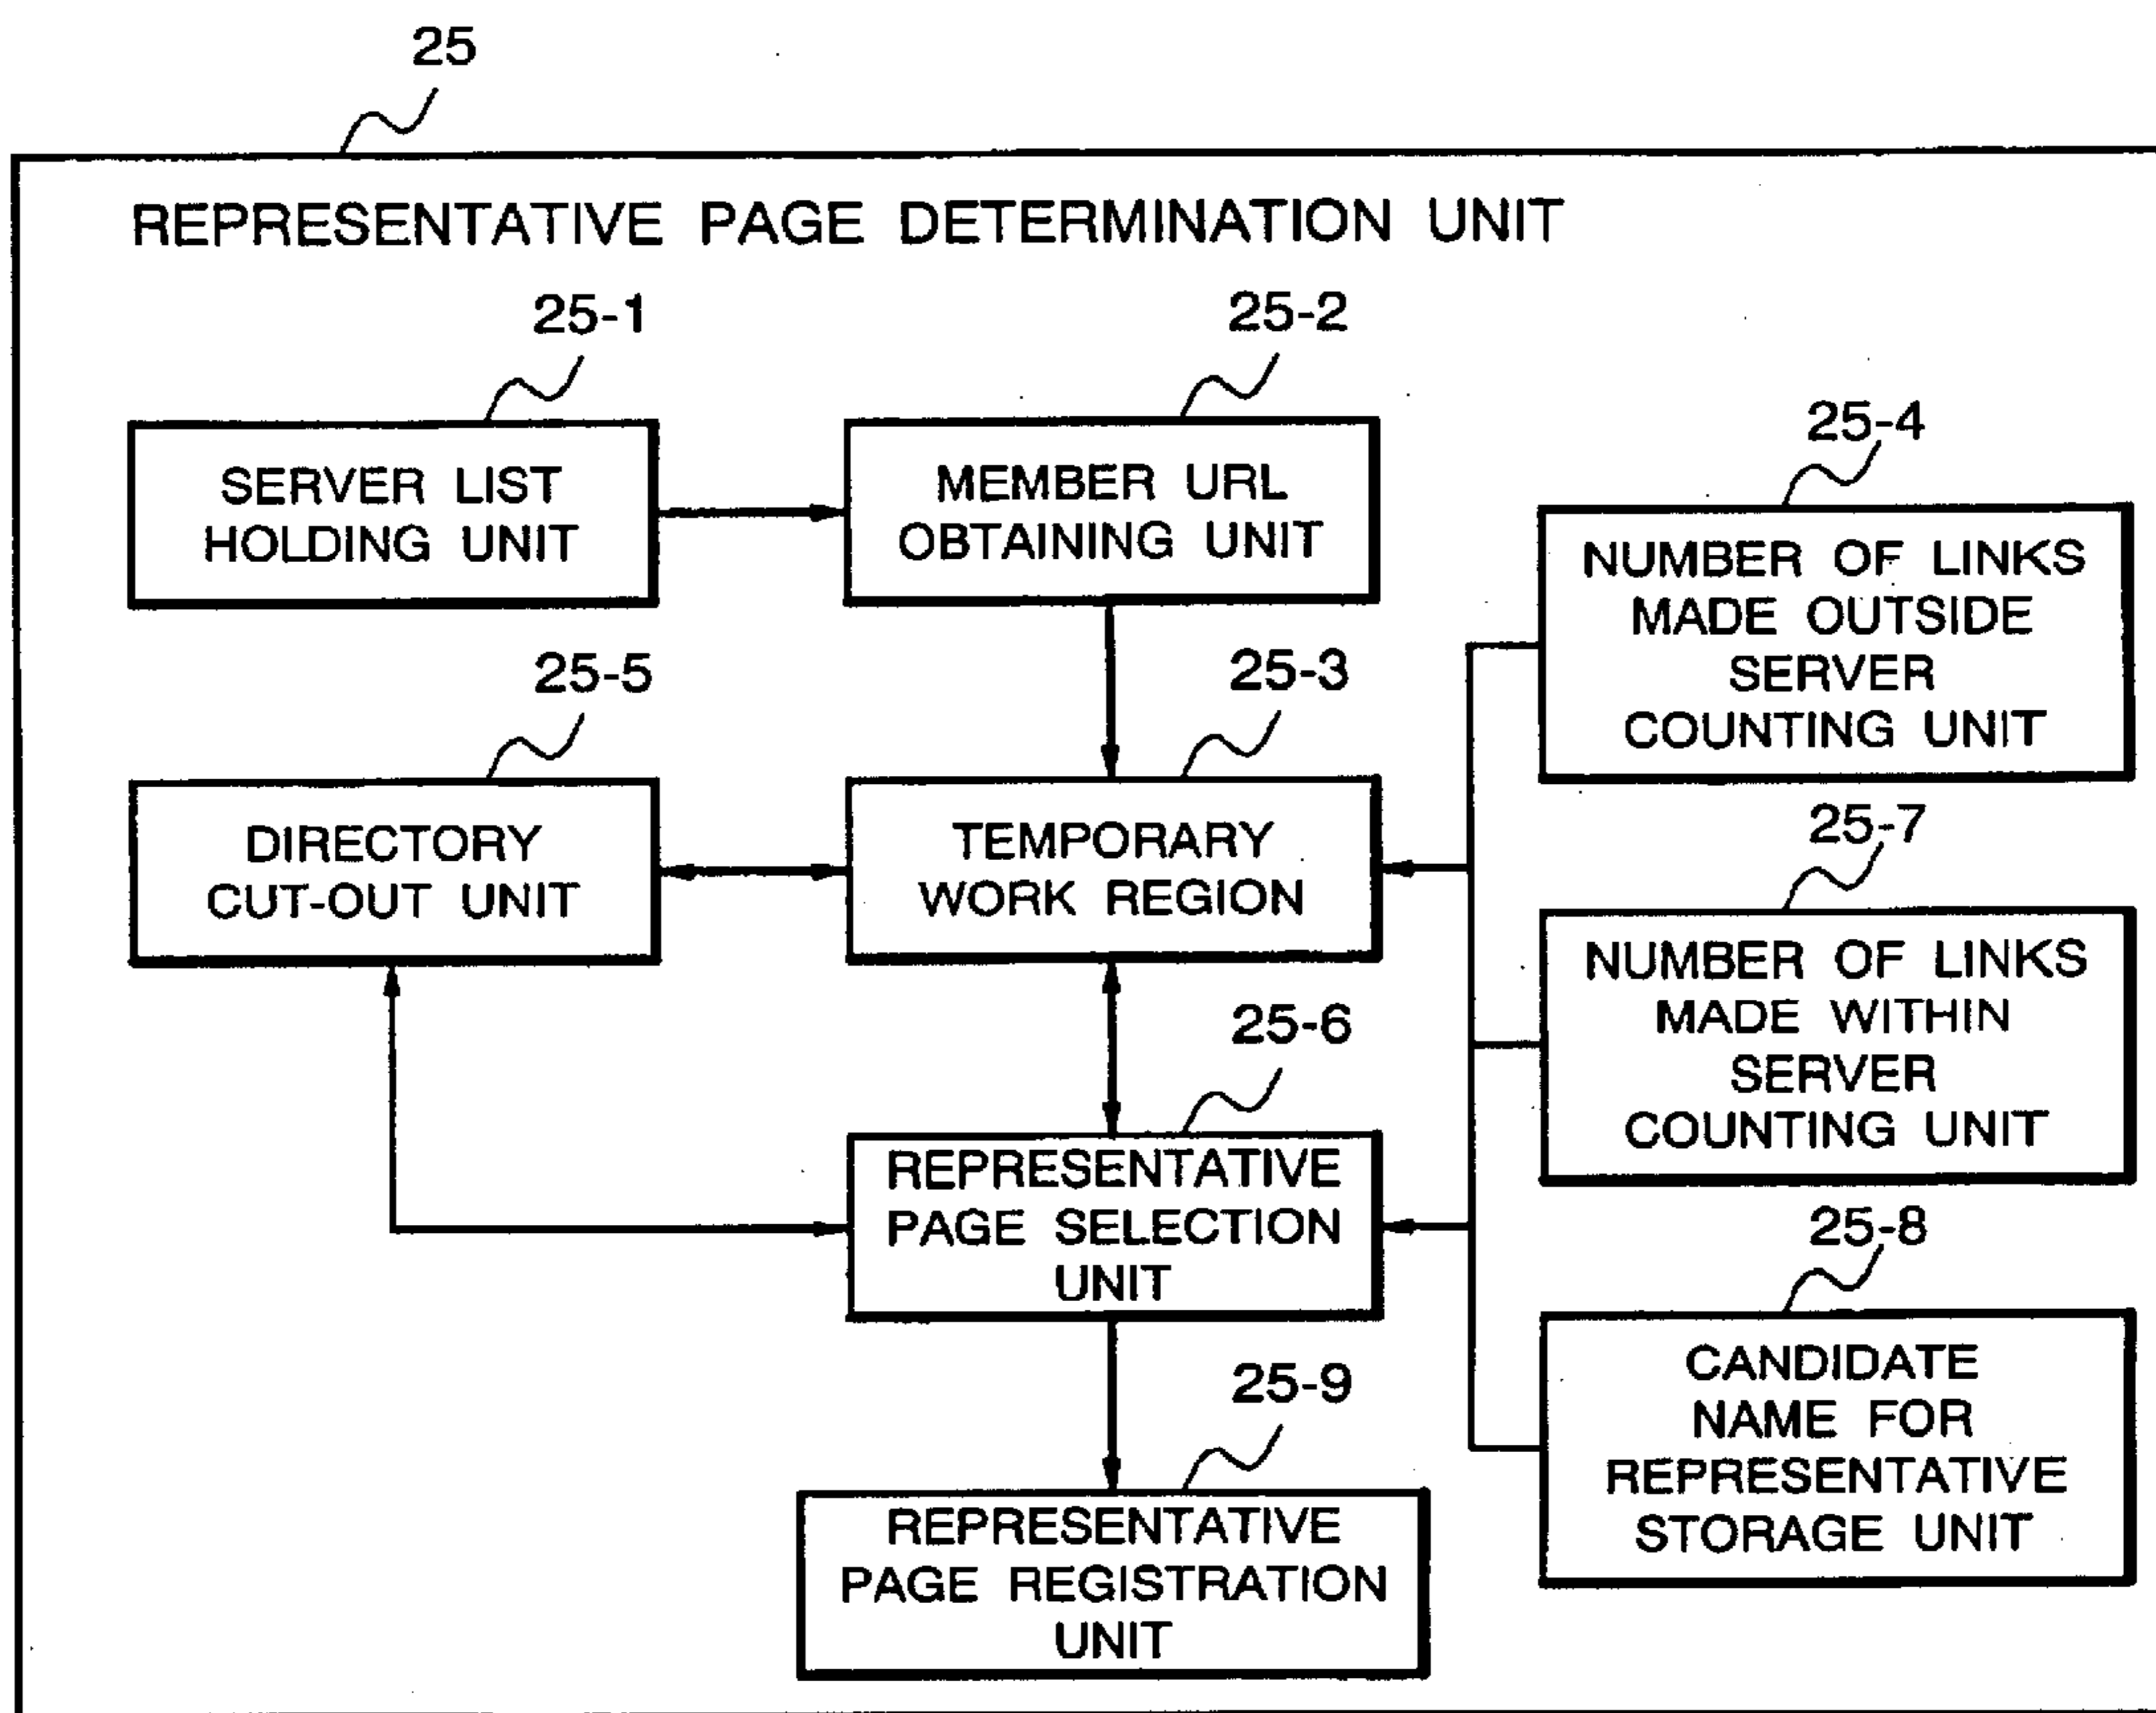 25
REPRESENTATIVE PAGE DETERMINATION UNIT
25-1
SERVER LIST
HOLDING UNIT
25-2
MEMBER URL
OBTAINING UNIT
25-4
NUMBER OF LINKS
MADE OUTSIDE
SERVER
COUNTING UNIT
25-5
DIRECTORY
CUT-OUT UNIT
25-3
TEMPORARY
WORK REGION
25-7
NUMBER OF LINKS
MADE WITHIN
SERVER
COUNTING UNIT
25-6
REPRESENTATIVE
PAGE SELECTION
UNIT
25-8
CANDIDATE
NAME FOR
REPRESENTATIVE
STORAGE UNIT
25-9
REPRESENTATIVE
PAGE REGISTRATION
UNIT